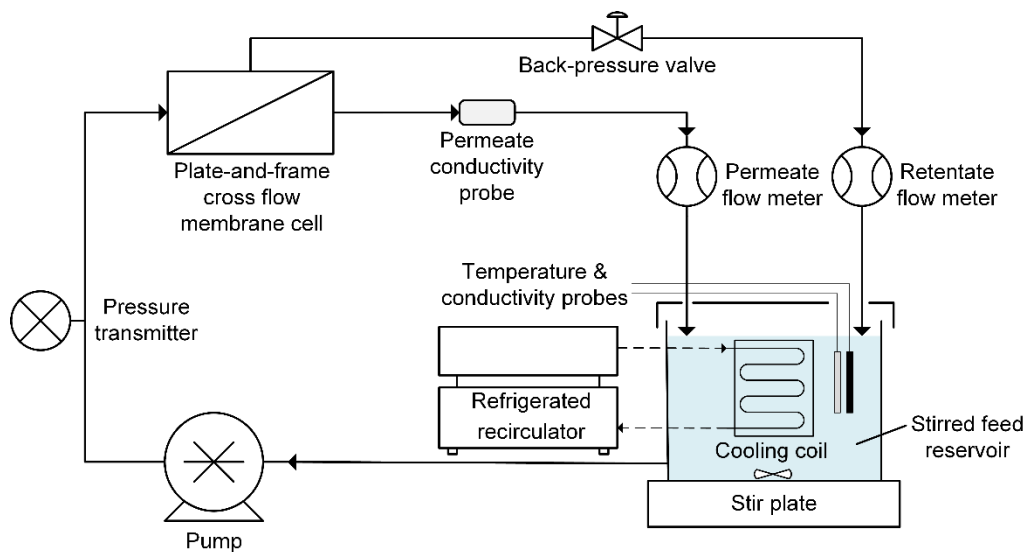 Back-pressure valve
Plate-and-frame
cross flow
membrane cell
Permeate
conductivity
probe
Permeate
flow meter
Retentate
flow meter
Temperature &
conductivity probes
Pressure
transmitter
Refrigerated
recirculator
Cooling coil
Stirred feed
reservoir
Stir plate
Pump